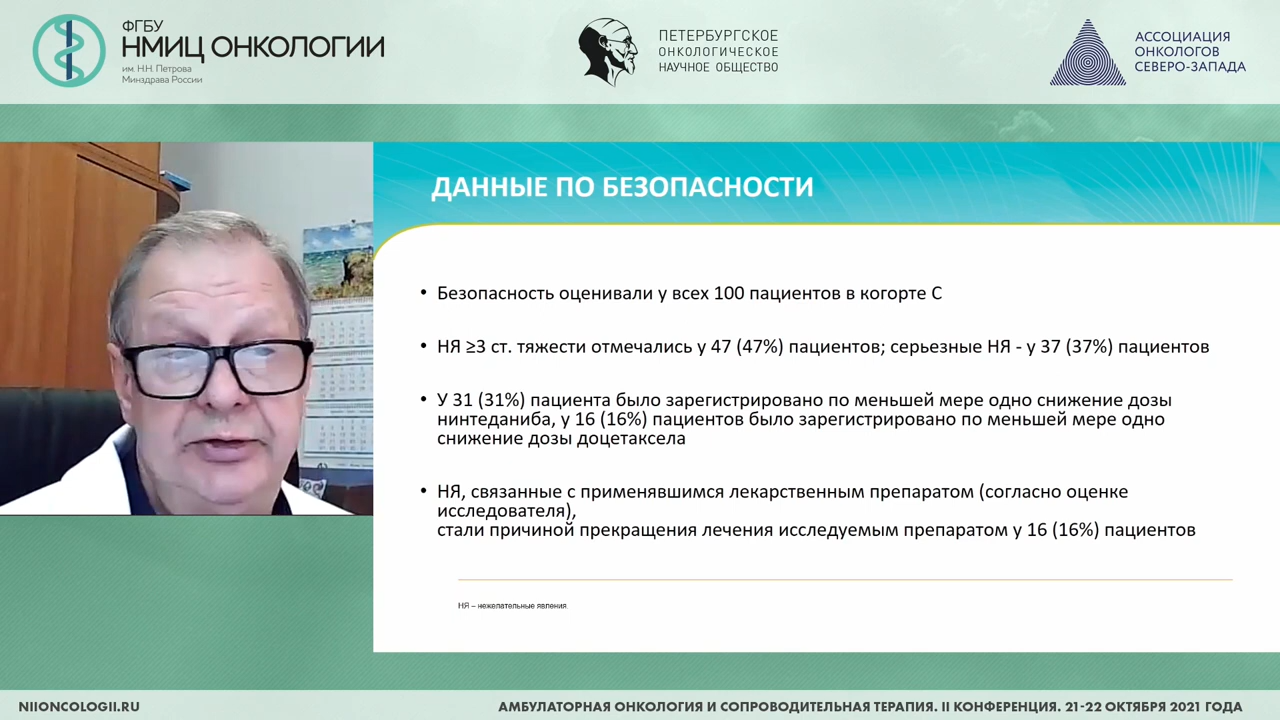 ФГБУ
НМИЦ ОНКОЛОГИИ
им. Н.Н. Петрова
Минздрава России
ПЕТЕРБУРГСКОЕ
ОНКОЛОГИЧЕСКОЕ
НАУЧНОЕ ОБЩЕСТВО
АССОЦИАЦИЯ
ОНКОЛОГОВ
СЕВЕРО-ЗАПАДА
ДАННЫЕ ПО БЕЗОПАСНОСТИ
• Безопасность оценивали у всех 100 пациентов в когорте С
• НЯ ≥3 ст. тяжести отмечались у 47 (47%) пациентов; серьезные НЯ - у 37 (37%) пациентов
• У 31 (31%) пациента было зарегистрировано по меньшей мере одно снижение дозы
нинтеданиба, у 16 (16%) пациентов было зарегистрировано по меньшей мере одно
снижение дозы доцетаксела
• НЯ, связанные с применявшимся лекарственным препаратом (согласно оценке
исследователя),
стали причиной прекращения лечения исследуемым препаратом у 16 (16%) пациентов
НЯ – нежелательные явления
NIIONCOLOGII.RU
АМБУЛАТОРНАЯ ОНКОЛОГИЯ И СОПРОВОДИТЕЛЬНАЯ ТЕРАПИЯ. II КОНФЕРЕНЦИЯ. 21-22 ОКТЯБРЯ 2021 ГОДА